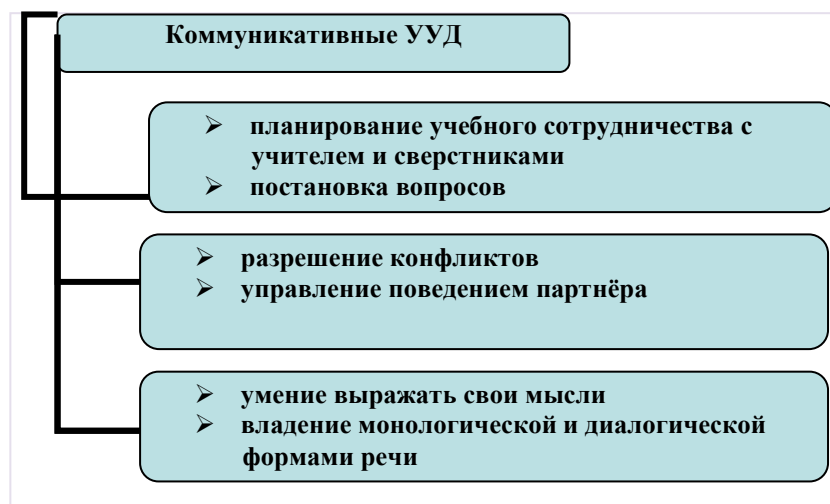 Коммуникативные УУД
➢ планирование учебного сотрудничества с
учителем и сверстниками
➢ постановка вопросов
➢ разрешение конфликтов
➢ управление поведением партнёра
➢ умение выражать свои мысли
➢ владение монологической и диалогической
формами речи